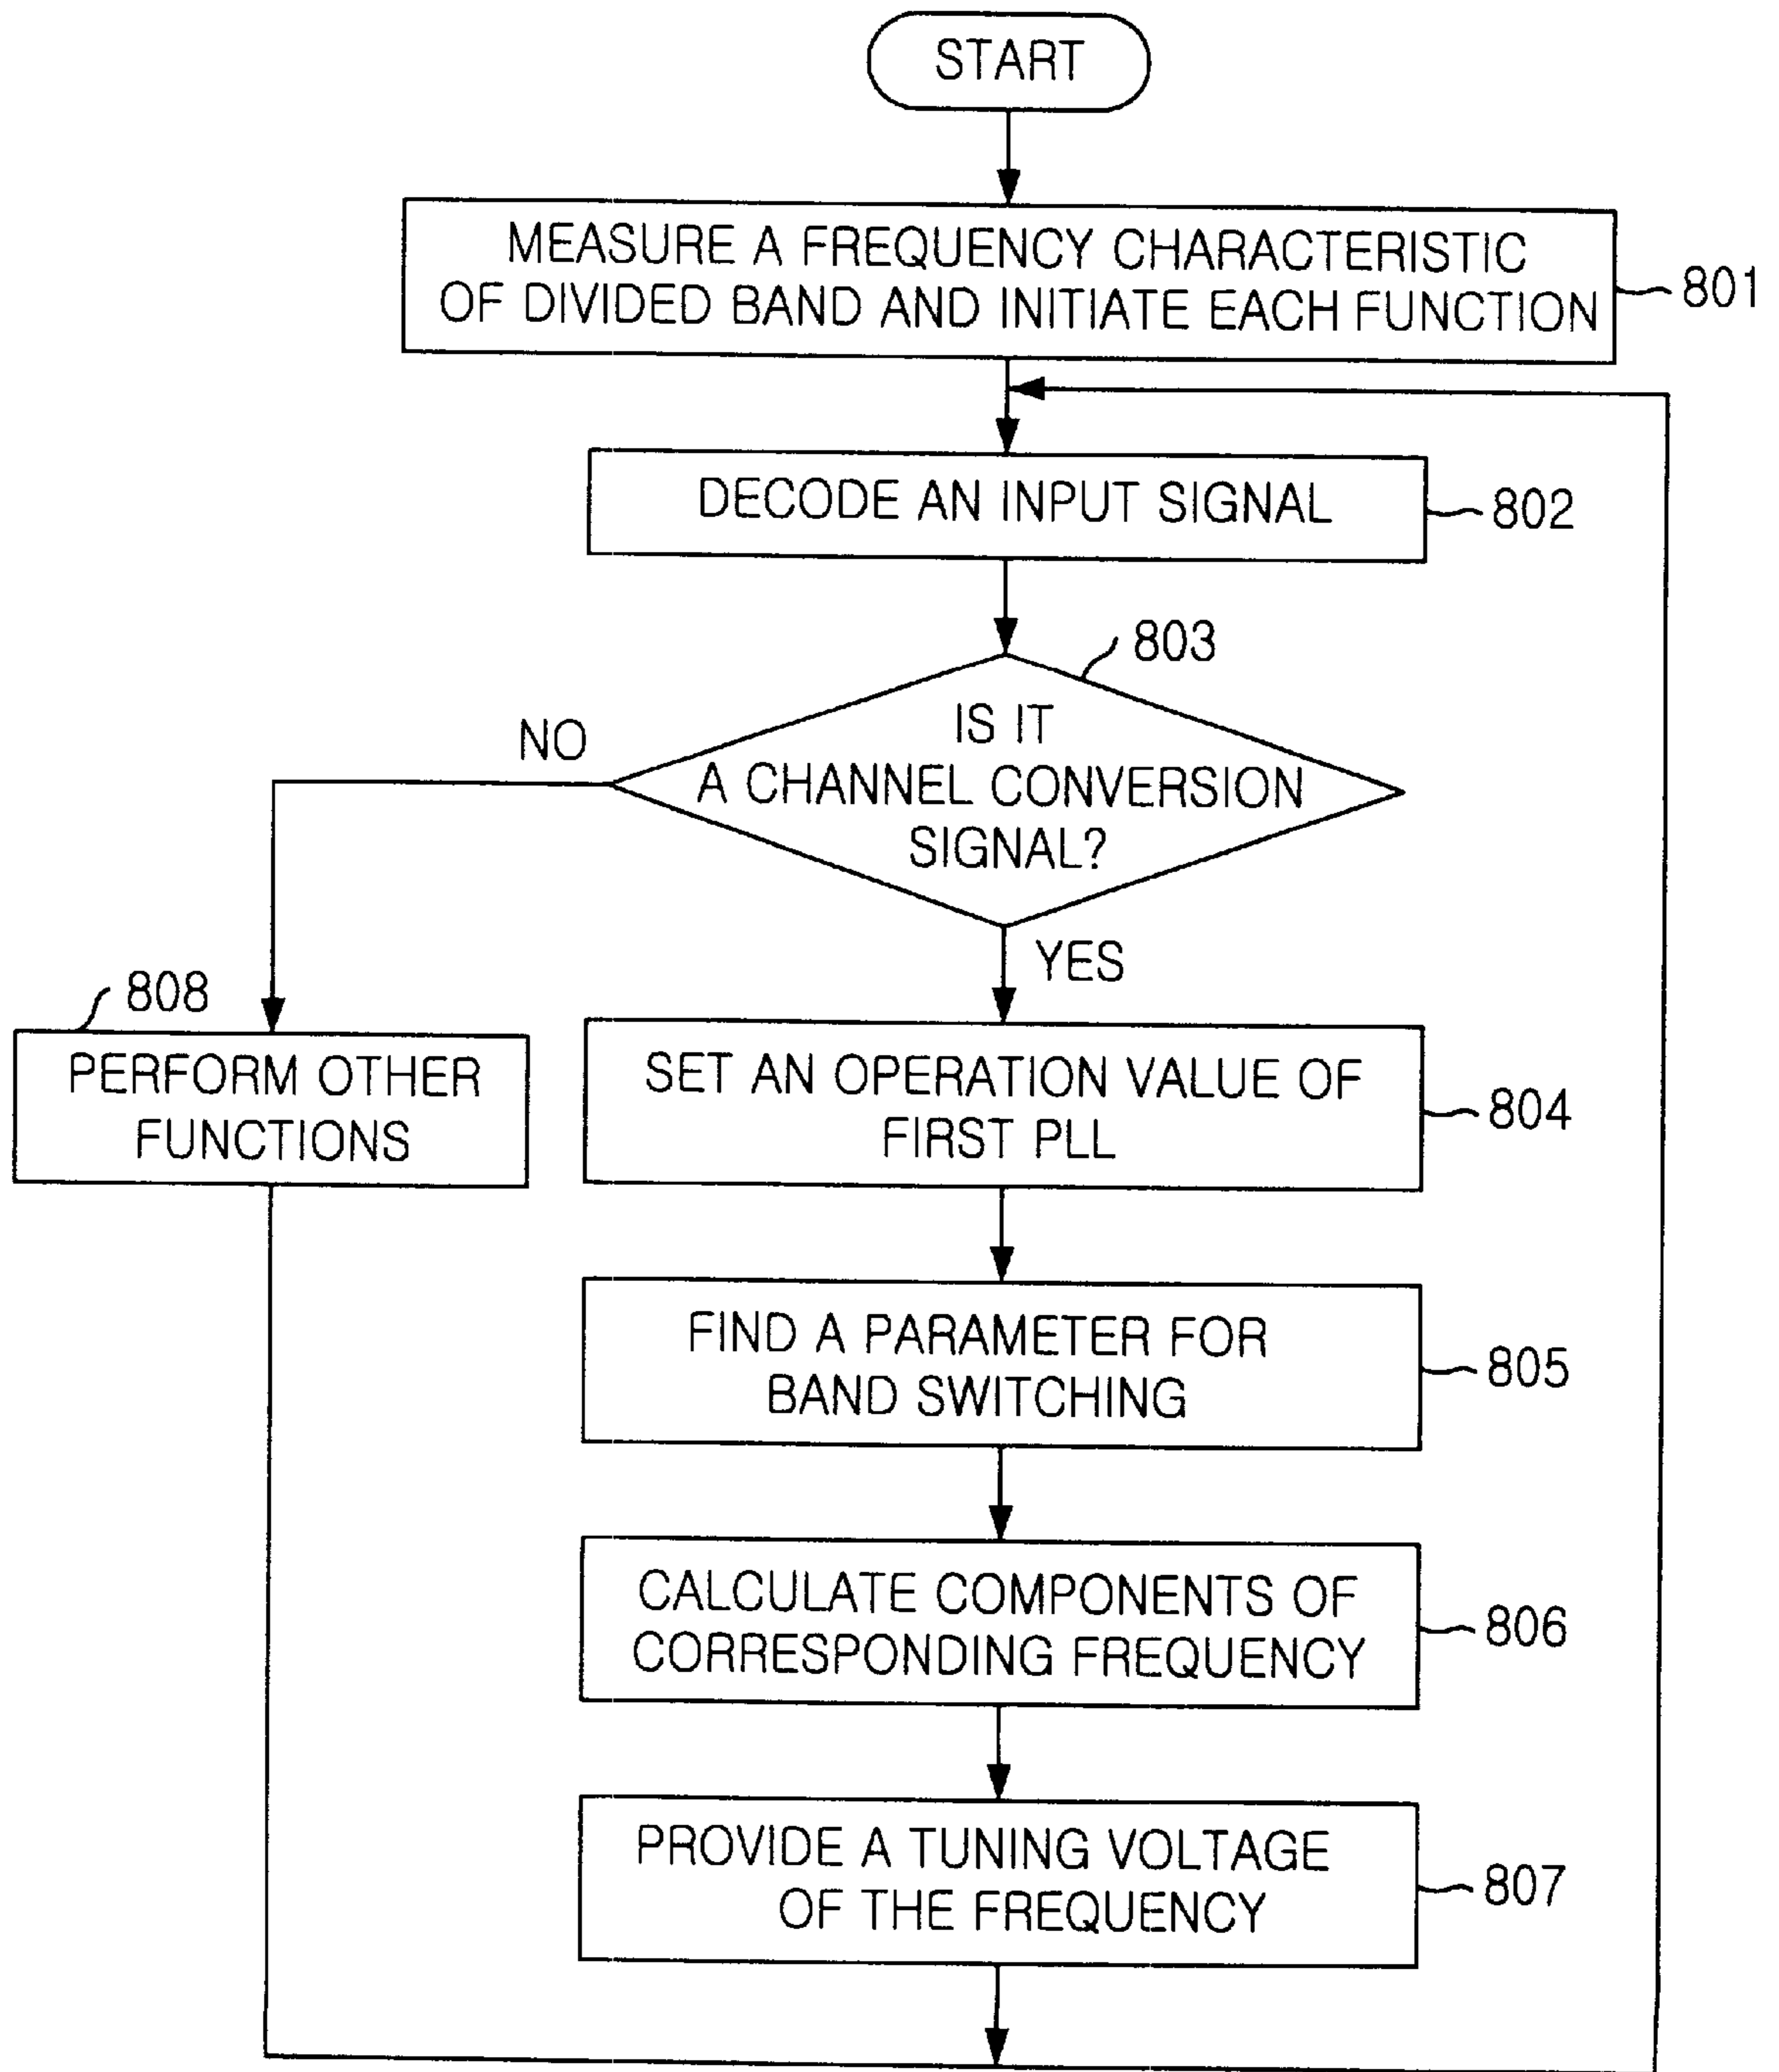 START
MEASURE A FREQUENCY CHARACTERISTIC
OF DIVIDED BAND AND INITIATE EACH FUNCTION
801
DECODE AN INPUT SIGNAL
802
803
IS IT
A CHANNEL CONVERSION
SIGNAL?
NO
YES
808
PERFORM OTHER
FUNCTIONS
SET AN OPERATION VALUE OF
FIRST PLL
804
FIND A PARAMETER FOR
BAND SWITCHING
805
CALCULATE COMPONENTS OF
CORRESPONDING FREQUENCY
806
PROVIDE A TUNING VOLTAGE
OF THE FREQUENCY
807